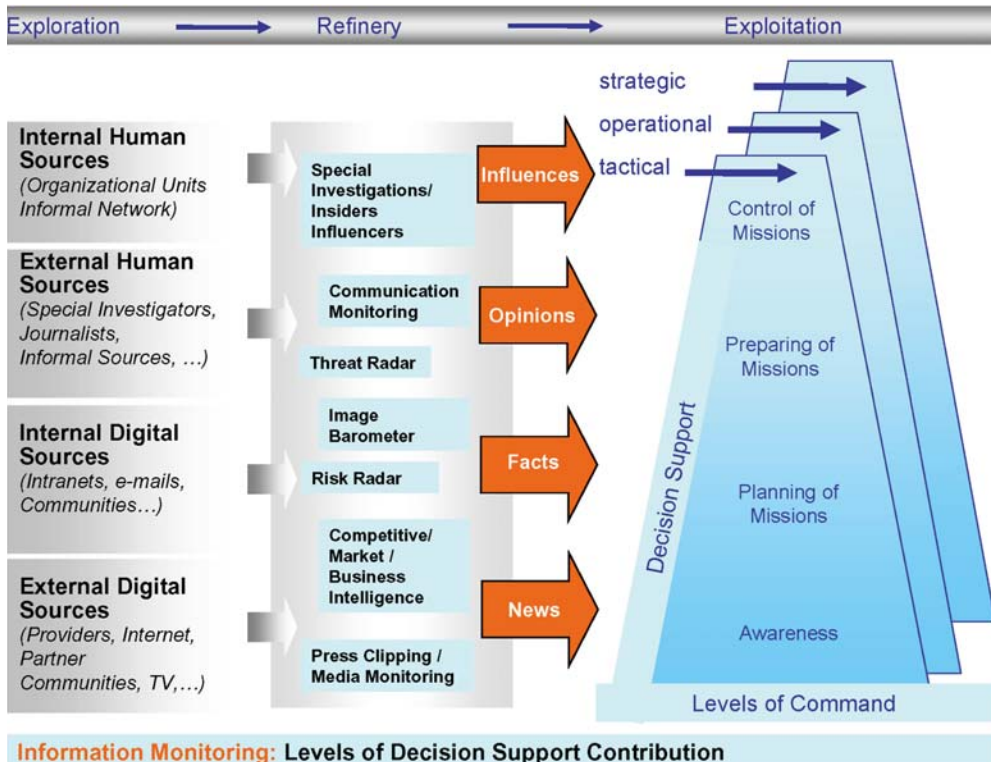 Exploration
Refinery
Exploitation
Internal Human
Sources
(Organizational Units
Informal Network)
External Human
Sources
(Special Investigators,
Journalists,
Informal Sources, …)
Internal Digital
Sources
(Intranets, e-mails,
Communities…)
External Digital
Sources
(Providers, Internet,
Partner
Communities, TV,…)
Special
Investigations/
Insiders
Influencers
Communication
Monitoring
Threat Radar
Image
Barometer
Risk Radar
Competitive/
Market /
Business
Intelligence
Press Clipping /
Media Monitoring
Influences
Opinions
Facts
News
strategic
operational
tactical
Control of
Missions
Preparing of
Missions
Planning of
Missions
Awareness
Decision Support
Levels of Command
Information Monitoring: Levels of Decision Support Contribution